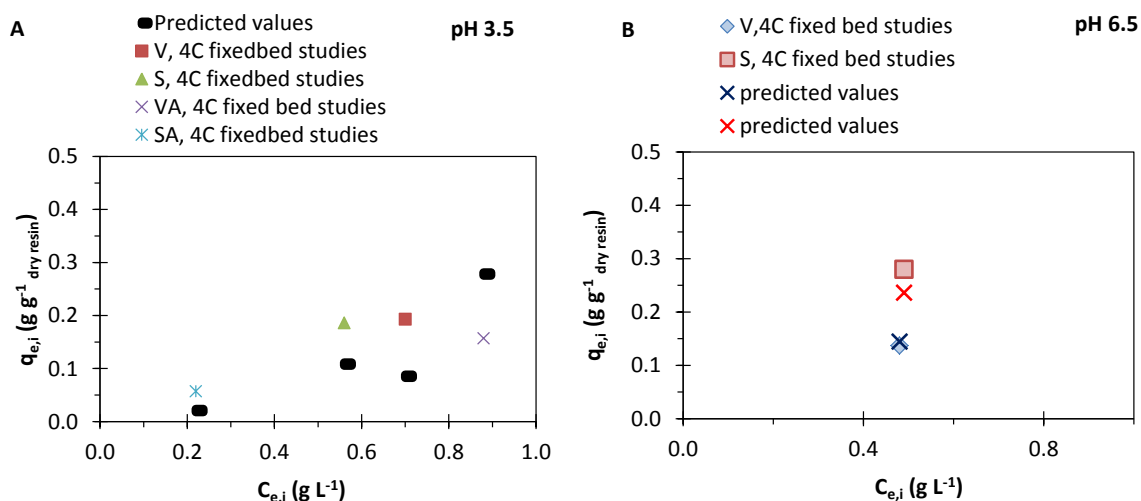 A
Predicted values
V, 4C fixedbed studies
S, 4C fixedbed studies
VA, 4C fixed bed studies
SA, 4C fixedbed studies
pH 3.5
q e,i (g g-1 dry resin)
0.5
0.4
0.3
0.2
0.1
0.0
0.0 0.2 0.4 0.6 0.8 1.0
C e,i (g L-1)
B
V,4C fixed bed studies
S, 4C fixed bed studies
predicted values
predicted values
pH 6.5
q e,i (g g-1 dry resin)
0.5
0.4
0.3
0.2
0.1
0.0
0.0 0.4 0.8
C e,i (g L-1)